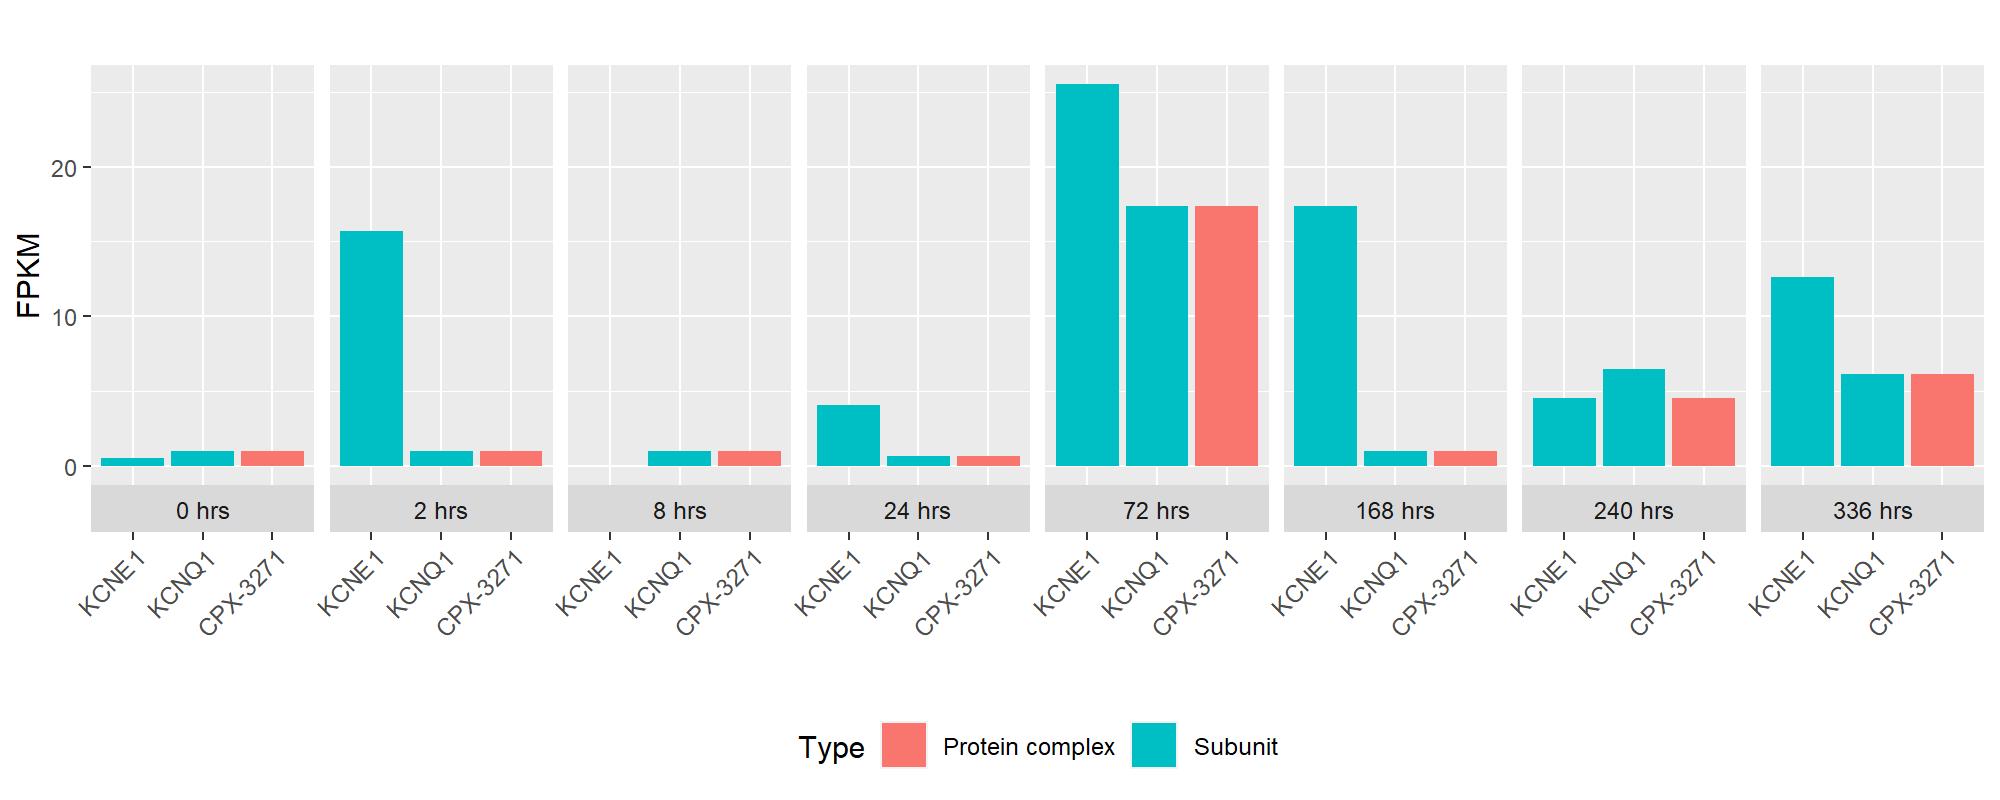 FPKM
20
10
0
0 hrs 2 hrs 8 hrs 24 hrs 72 hrs 168 hrs 240 hrs 336 hrs
KCNE1 KCNQ1 CPX-3271 KCNE1 KCNQ1 CPX-3271 KCNE1 KCNQ1 CPX-3271 KCNE1 KCNQ1 CPX-3271 KCNE1 KCNQ1 CPX-3271 KCNE1 KCNQ1 CPX-3271 KCNE1 KCNQ1 CPX-3271 KCNE1 KCNQ1 CPX-3271
Type Protein complex Subunit